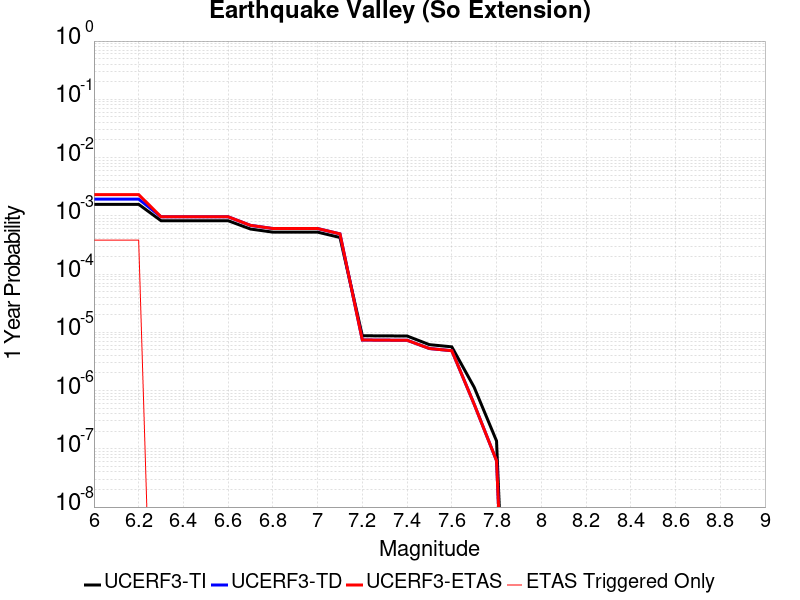 Earthquake Valley (So Extension)
10^0
10^-1
10^-2
10^-3
10^-4
10^-5
10^-6
10^-7
10^-8
1 Year Probability
6 6.2 6.4 6.6 6.8 7 7.2 7.4 7.6 7.8 8 8.2 8.4 8.6 8.8 9
Magnitude
UCERF3-TI UCERF3-TD UCERF3-ETAS ETAS Triggered Only